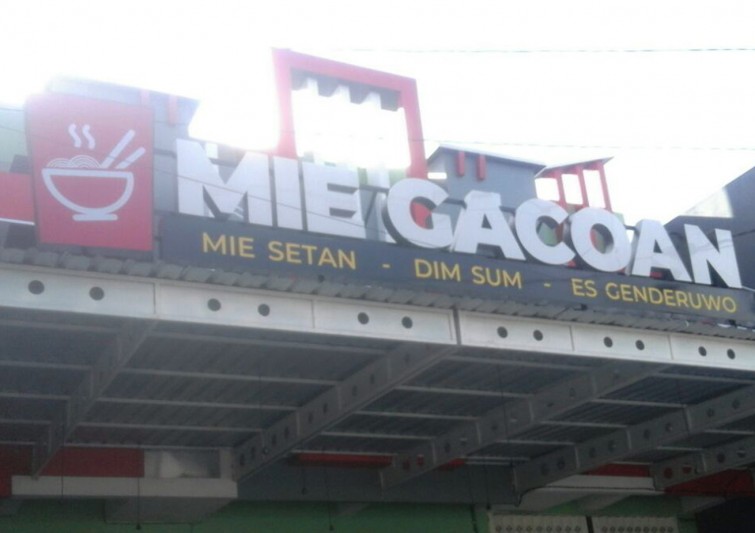 MIE GACOAN
MIE SETAN - DIM SUM - ES GENDERUWO